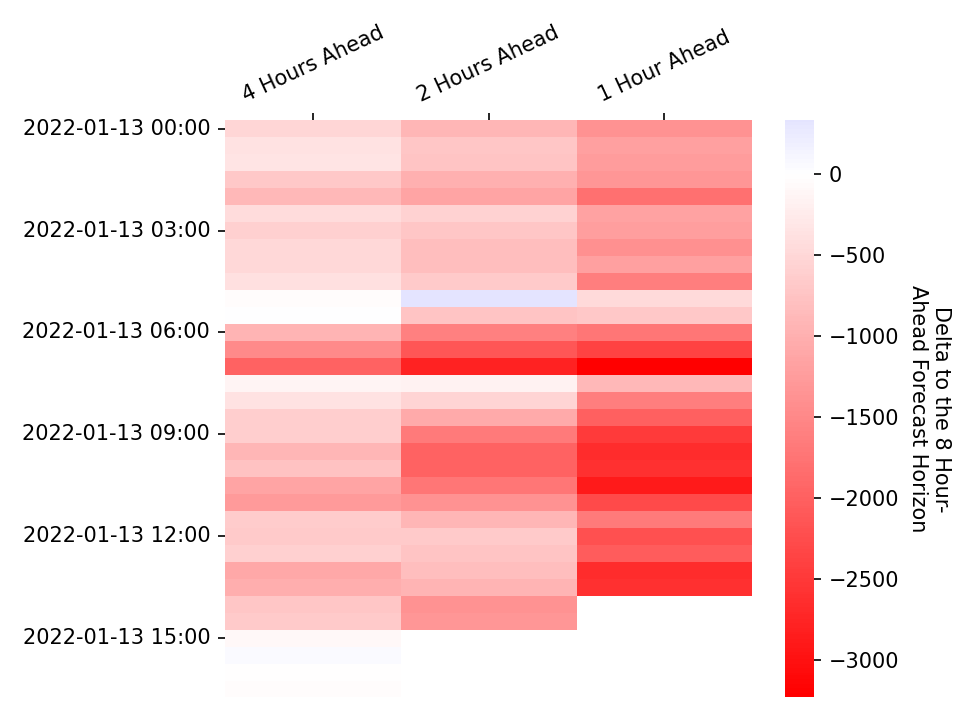 4 Hours Ahead
2 Hours Ahead
1 Hour Ahead
2022-01-13 00:00
2022-01-13 03:00
2022-01-13 06:00
2022-01-13 09:00
2022-01-13 12:00
2022-01-13 15:00
0
−500
−1000
−1500
−2000
−2500
−3000
Delta to the 8 Hour-
Ahead Forecast Horizon